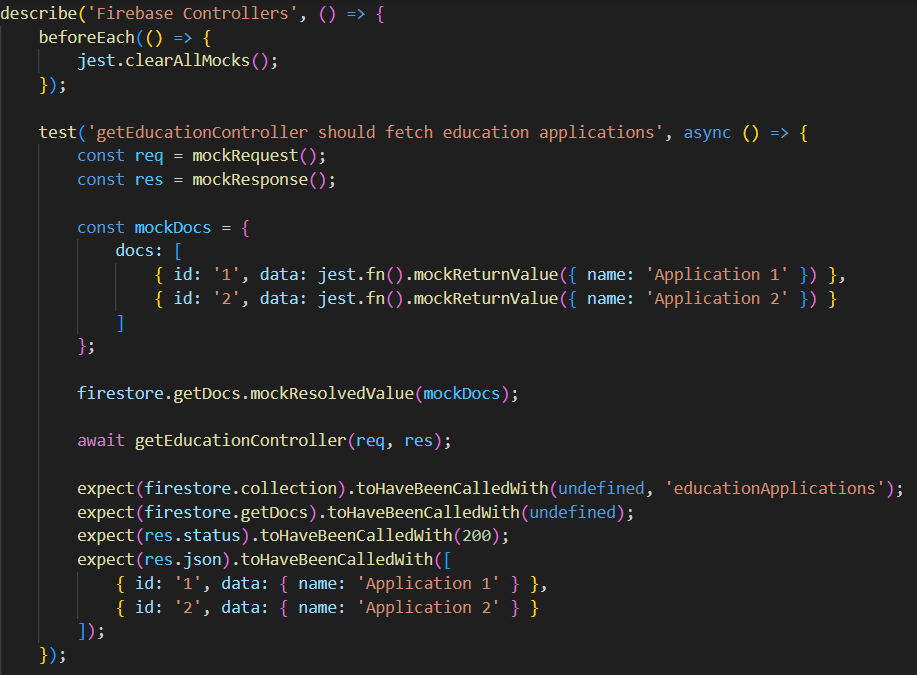 describe('Firebase Controllers', () => {
    beforeEach(() => {
        jest.clearAllMocks();
    });

    test('getEducationController should fetch education applications', async () => {
        const req = mockRequest();
        const res = mockResponse();

        const mockDocs = {
            docs: [
                { id: '1', data: jest.fn().mockReturnValue({ name: 'Application 1' }) },
                { id: '2', data: jest.fn().mockReturnValue({ name: 'Application 2' }) }
            ]
        };

        firestore.getDocs.mockResolvedValue(mockDocs);

        await getEducationController(req, res);

        expect(firestore.collection).toHaveBeenCalledWith(undefined, 'educationApplications');
        expect(firestore.getDocs).toHaveBeenCalledWith(undefined);
        expect(res.status).toHaveBeenCalledWith(200);
        expect(res.json).toHaveBeenCalledWith([
            { id: '1', data: { name: 'Application 1' } },
            { id: '2', data: { name: 'Application 2' } }
        ]);
    });